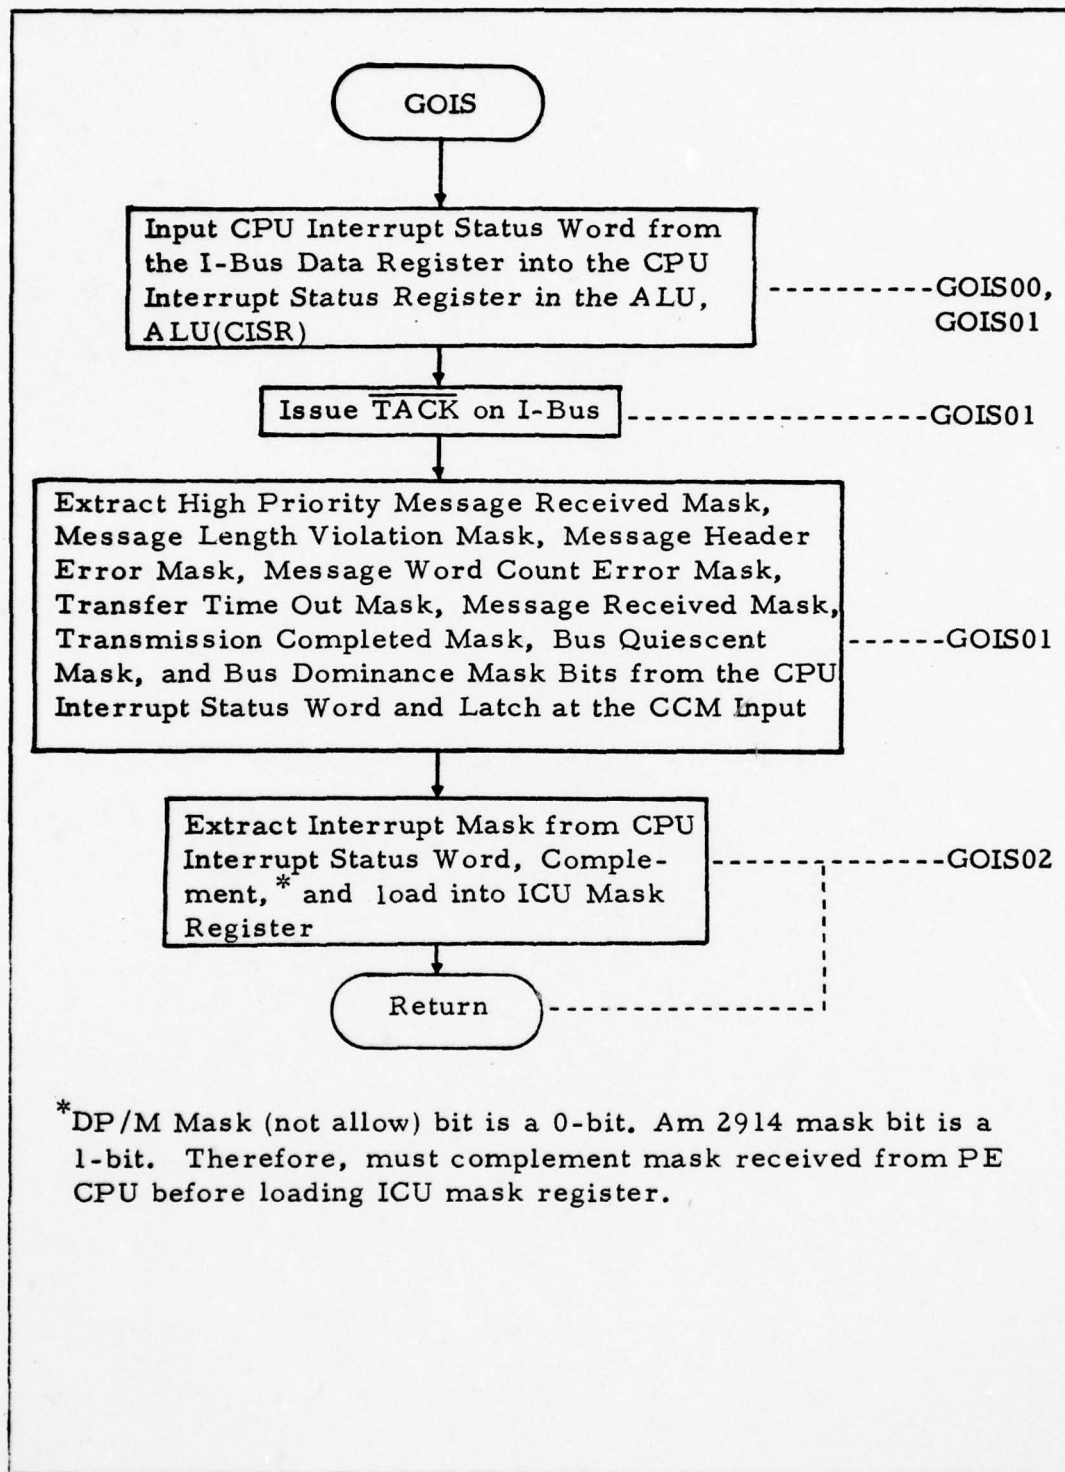 GOIS
Input CPU Interrupt Status Word from
the I-Bus Data Register into the CPU
Interrupt Status Register in the ALU,
ALU(CISR)
GOIS00,
GOIS01
Issue T̅A̅C̅K̅ on I-Bus
GOIS01
Extract High Priority Message Received Mask,
Message Length Violation Mask, Message Header
Error Mask, Message Word Count Error Mask,
Transfer Time Out Mask, Message Received Mask,
Transmission Completed Mask, Bus Quiescent
Mask, and Bus Dominance Mask Bits from the CPU
Interrupt Status Word and Latch at the CCM Input
GOIS01
Extract Interrupt Mask from CPU
Interrupt Status Word, Comple-
ment,* and load into ICU Mask
Register
GOIS02
Return
*DP/M Mask (not allow) bit is a 0-bit. Am 2914 mask bit is a
1-bit. Therefore, must complement mask received from PE
CPU before loading ICU mask register.